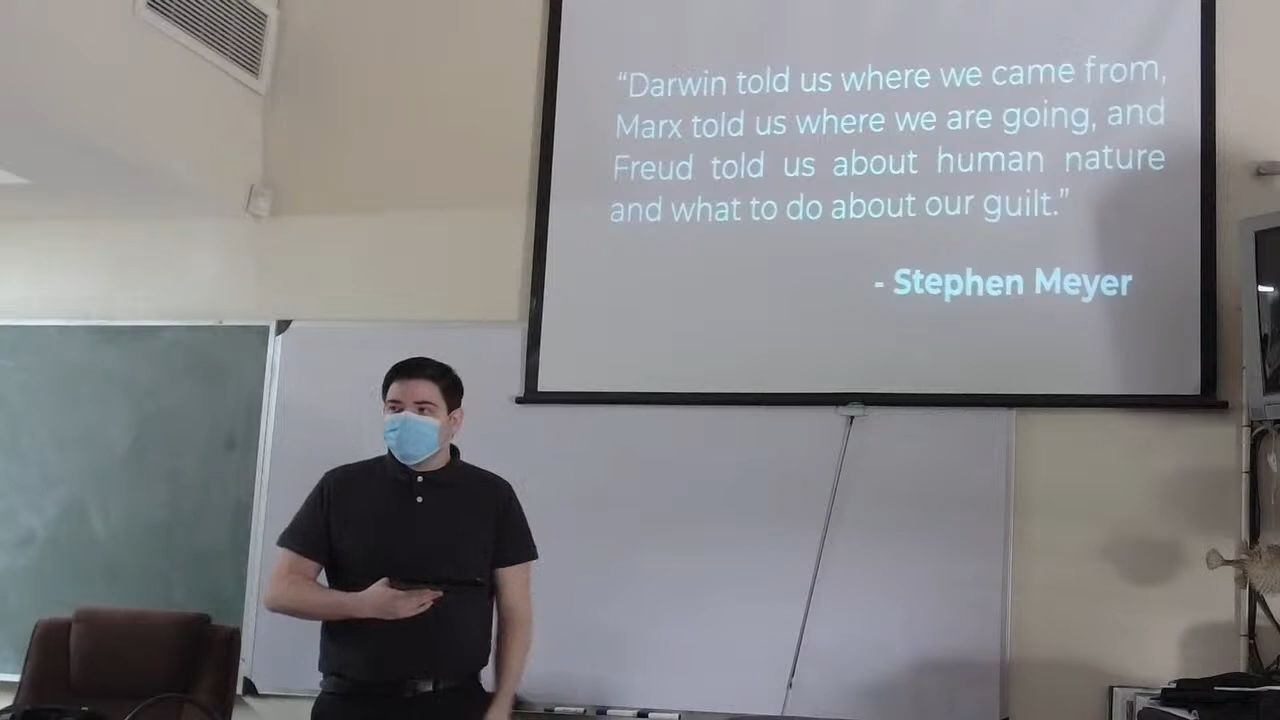 “Darwin told us where we came from,
Marx told us where we are going, and
Freud told us about human nature
and what to do about our guilt.”
- Stephen Meyer